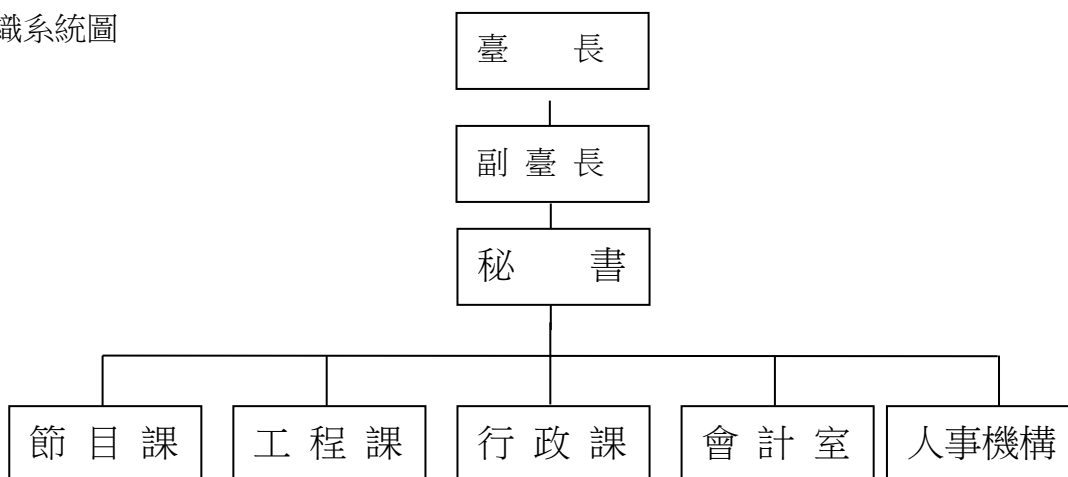 織系統圖
臺長
副臺長
秘書
節目課 工程課 行政課 會計室 人事機構